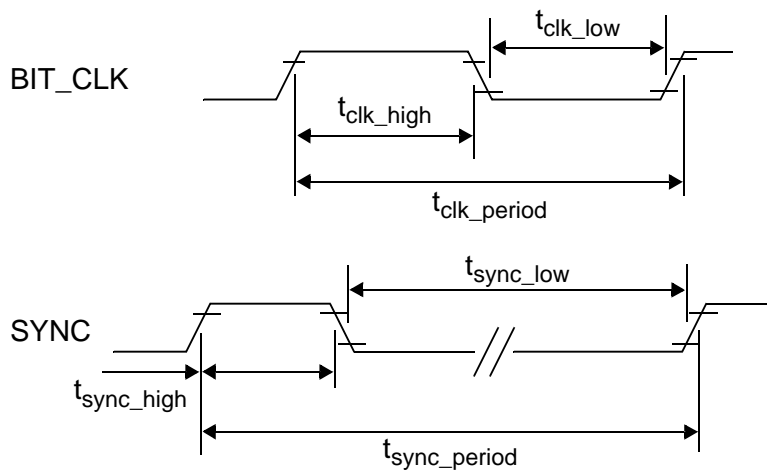 t_clk_low
BIT_CLK
t_clk_high
t_clk_period
t_sync_low
SYNC
t_sync_high
t_sync_period